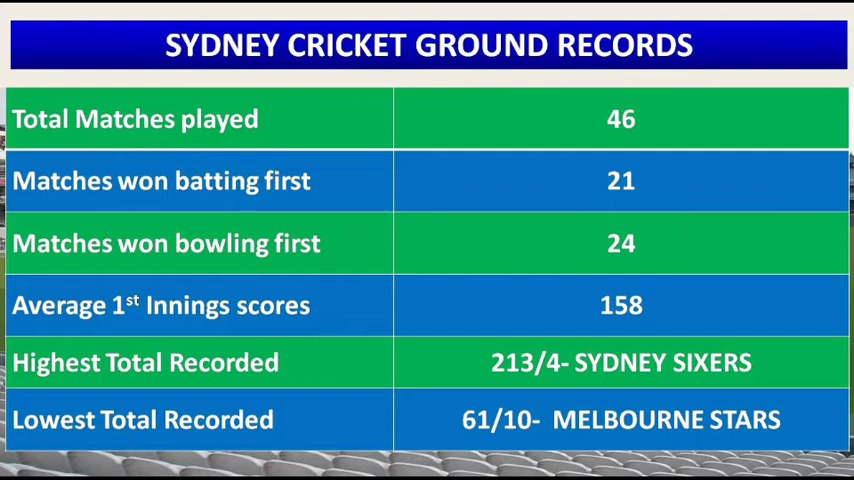 SYDNEY CRICKET GROUND RECORDS
Total Matches played 46
Matches won batting first 21
Matches won bowling first 24
Average 1st Innings scores 158
Highest Total Recorded 213/4- SYDNEY SIXERS
Lowest Total Recorded 61/10- MELBOURNE STARS